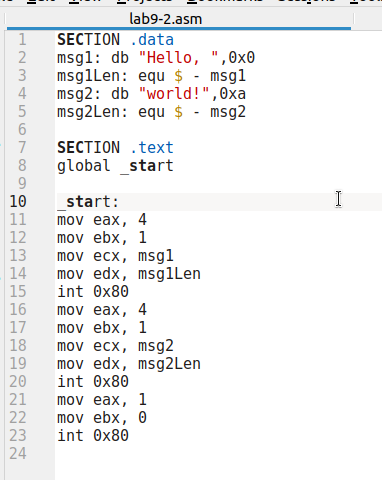 lab9-2.asm
1 SECTION .data
2 msg1: db "Hello, ",0x0
3 msg1Len: equ $ - msg1
4 msg2: db "world!",0xa
5 msg2Len: equ $ - msg2
6
7 SECTION .text
8 global _start
9
10 _start:
11 mov eax, 4
12 mov ebx, 1
13 mov ecx, msg1
14 mov edx, msg1Len
15 int 0x80
16 mov eax, 4
17 mov ebx, 1
18 mov ecx, msg2
19 mov edx, msg2Len
20 int 0x80
21 mov eax, 1
22 mov ebx, 0
23 int 0x80
24